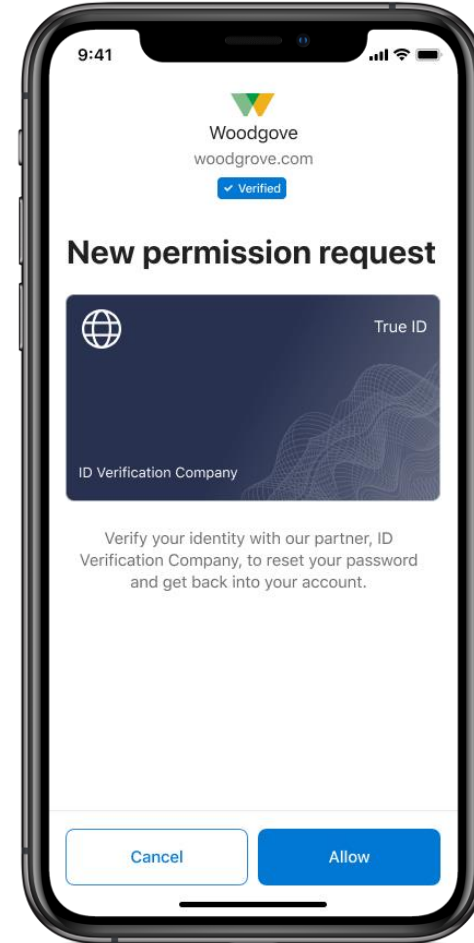 9:41
Woodgove
woodgrove.com
Verified
New permission request
True ID
ID Verification Company
Verify your identity with our partner, ID
Verification Company, to reset your password
and get back into your account.
Cancel
Allow